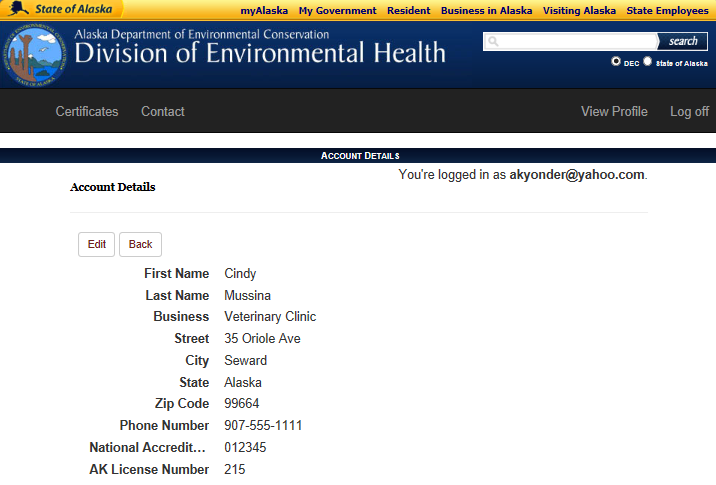 State of Alaska
myAlaska My Government Resident Business in Alaska Visiting Alaska State Employees
Alaska Department of Environmental Conservation
Division of Environmental Health
search
DEC State of Alaska
Certificates Contact View Profile Log off
Account Details
You're logged in as akyonder@yahoo.com.
Account Details
Edit Back
First Name Cindy
Last Name Mussina
Business Veterinary Clinic
Street 35 Oriole Ave
City Seward
State Alaska
Zip Code 99664
Phone Number 907-555-1111
National Accredit... 012345
AK License Number 215